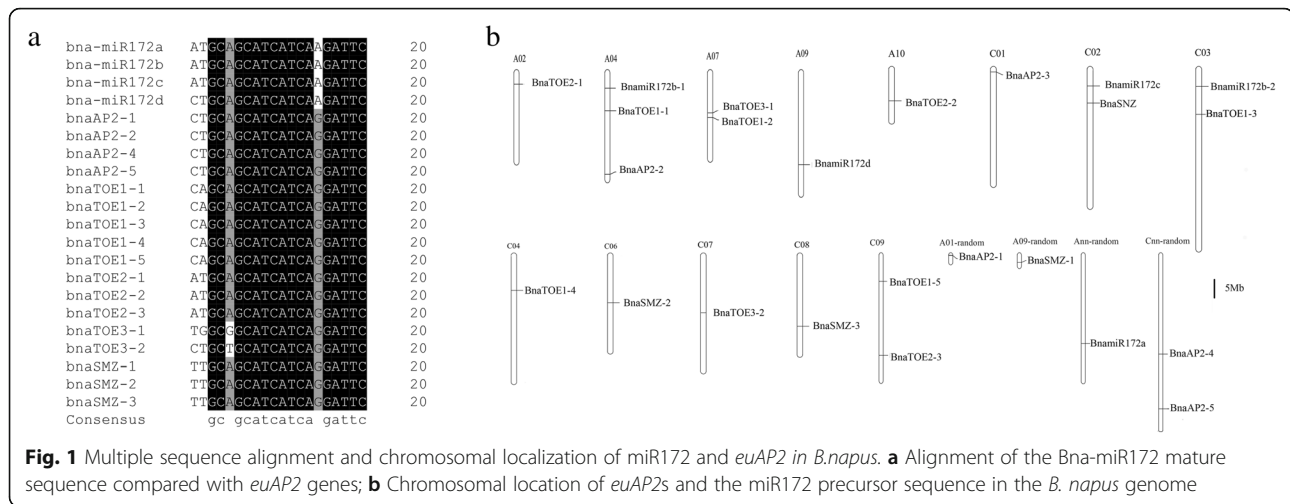 a
bna-miR172a ATGCAGCATCATCAAGATTC 20
bna-miR172b ATGCAGCATCATCAAGATTC 20
bna-miR172c ATGCAGCATCATCAAGATTC 20
bna-miR172d CTGCAGCATCATCAAGATTC 20
bnaAP2-1 CTGCAGCATCATCAGGATTC 20
bnaAP2-2 CTGCAGCATCATCAGGATTC 20
bnaAP2-4 CTGCAGCATCATCAGGATTC 20
bnaAP2-5 CTGCAGCATCATCAGGATTC 20
bnaTOE1-1 CAGCAGCATCATCAGGATTC 20
bnaTOE1-2 CAGCAGCATCATCAGGATTC 20
bnaTOE1-3 CAGCAGCATCATCAGGATTC 20
bnaTOE1-4 CAGCAGCATCATCAGGATTC 20
bnaTOE1-5 CAGCAGCATCATCAGGATTC 20
bnaTOE2-1 ATGCAGCATCATCAGGATTC 20
bnaTOE2-2 ATGCAGCATCATCAGGATTC 20
bnaTOE2-3 ATGCAGCATCATCAGGATTC 20
bnaTOE3-1 TGGCGGCATCATCAGGATTC 20
bnaTOE3-2 CTGCTGCATCATCAGGATTC 20
bnaSMZ-1 TTGCAGCATCATCAGGATTC 20
bnaSMZ-2 TTGCAGCATCATCAGGATTC 20
bnaSMZ-3 TTGCAGCATCATCAGGATTC 20
Consensus gc gcatcatca gattc
b
A02
BnaTOE2-1
A04
BnamiR172b-1
BnaTOE1-1
BnaAP2-2
A07
BnaTOE3-1
BnaTOE1-2
A09
BnamiR172d
A10
BnaTOE2-2
C01
BnaAP2-3
C02
BnamiR172c
BnaSNZ
C03
BnamiR172b-2
BnaTOE1-3
C04
BnaTOE1-4
C06
BnaSMZ-2
C07
BnaTOE3-2
C08
BnaSMZ-3
C09
BnaTOE1-5
BnaTOE2-3
A01-random
BnaAP2-1
A09-random
BnaSMZ-1
Ann-random
BnamiR172a
Cnn-random
BnaAP2-4
BnaAP2-5
5Mb
Fig. 1 Multiple sequence alignment and chromosomal localization of miR172 and euAP2 in B.napus. a Alignment of the Bna-miR172 mature
sequence compared with euAP2 genes; b Chromosomal location of euAP2s and the miR172 precursor sequence in the B. napus genome